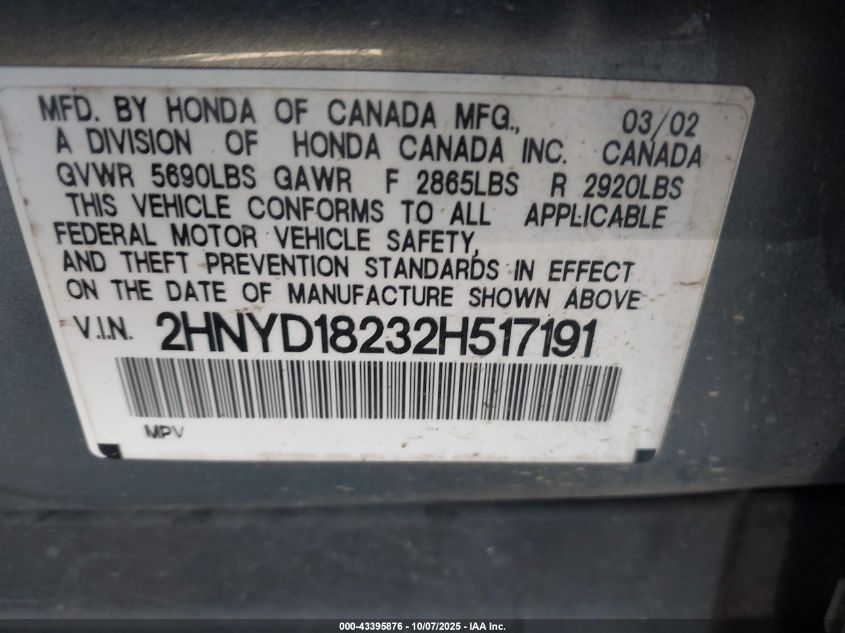 MFD. BY HONDA OF CANADA MFG., 03/02
A DIVISION OF HONDA CANADA INC. CANADA
GVWR 5690LBS GAWR F 2865LBS R 2920LBS
THIS VEHICLE CONFORMS TO ALL APPLICABLE
FEDERAL MOTOR VEHICLE SAFETY,
AND THEFT PREVENTION STANDARDS IN EFFECT
ON THE DATE OF MANUFACTURE SHOWN ABOVE
V.I.N. 2HNYD18232H517191
MPV
000-43395876 | 10/07/2025 - IAA Inc.